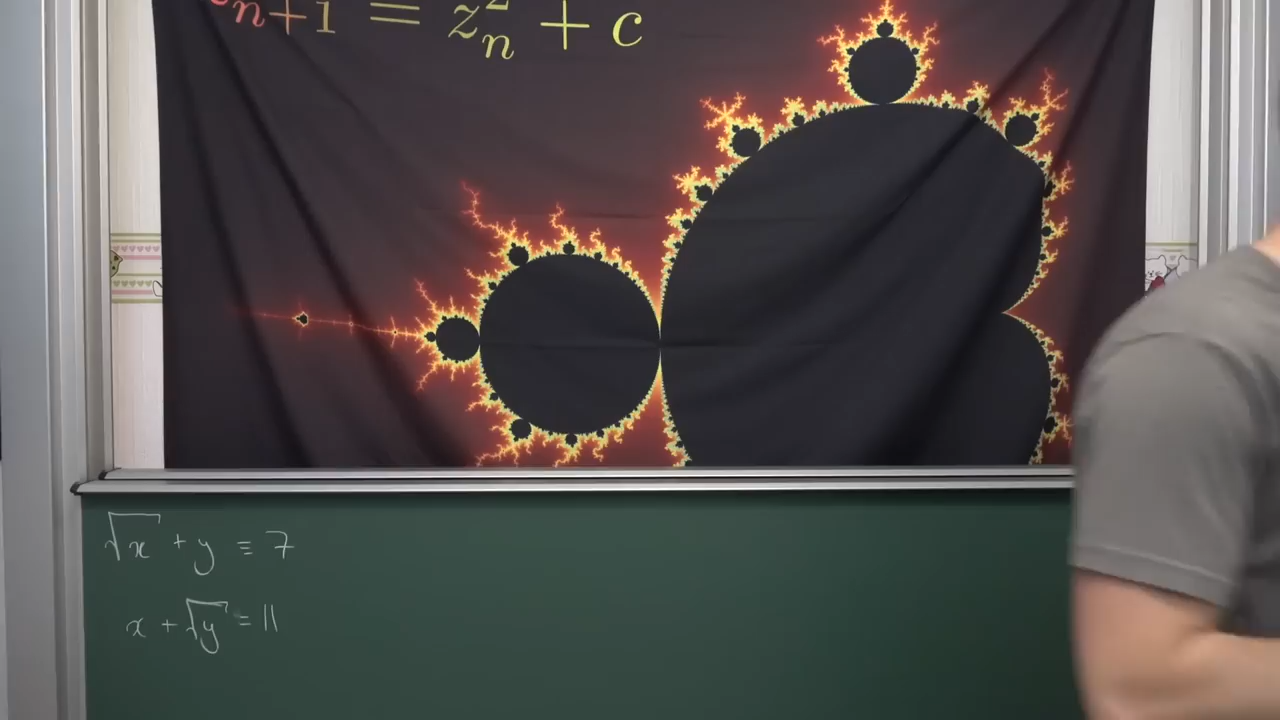 z_{n+1} = z_n^2 + c
√x + y = 7
x + √y = 11